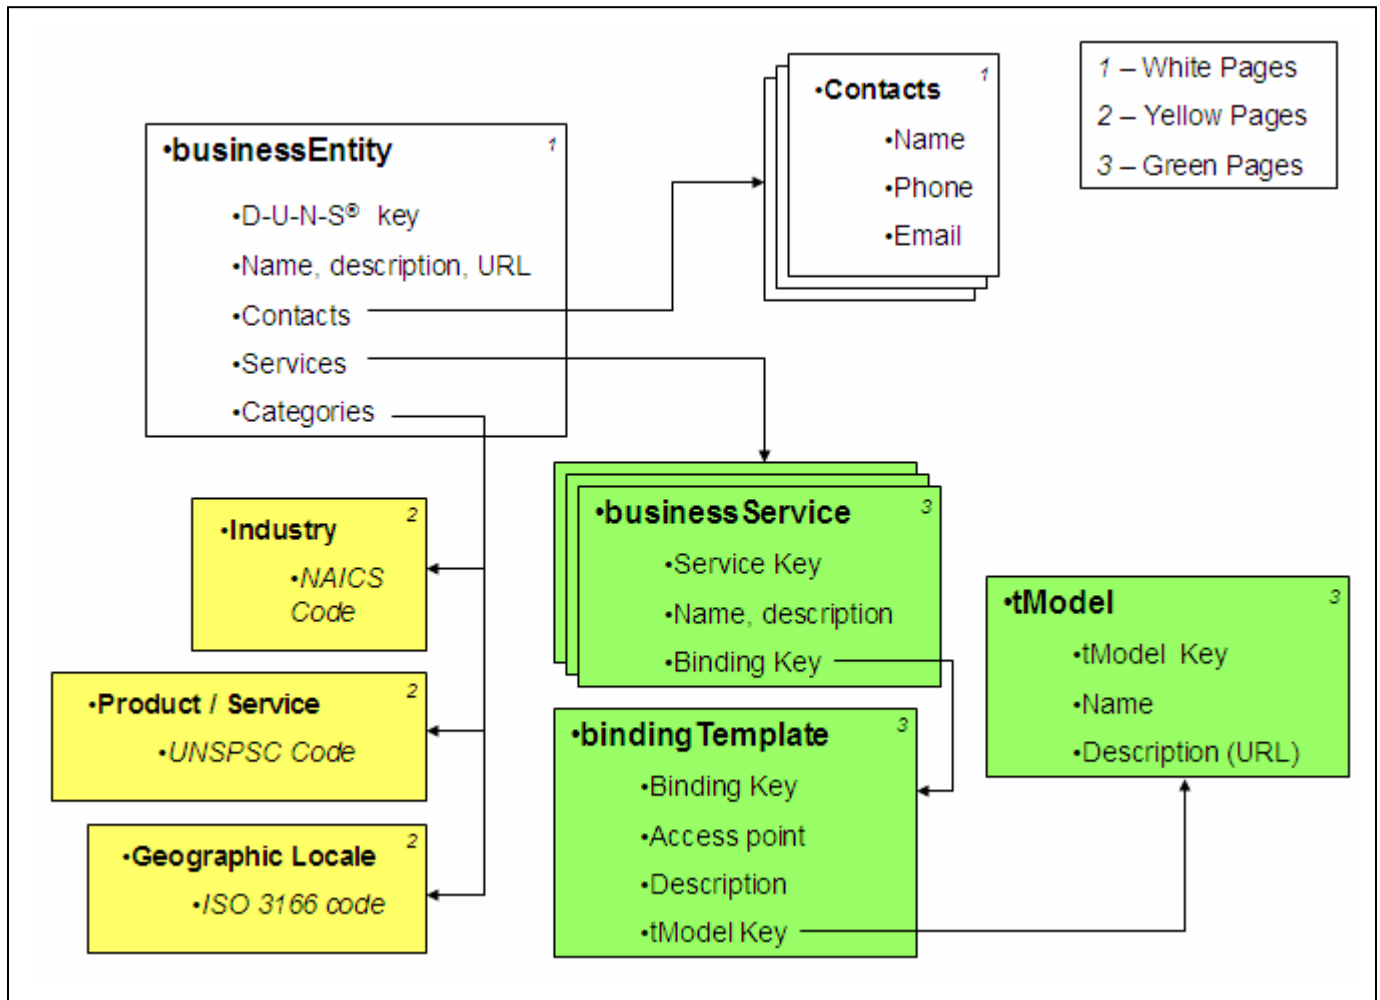 •businessEntity 1
•D-U-N-S® key
•Name, description, URL
•Contacts
•Services
•Categories
•Contacts 1
•Name
•Phone
•Email
1 – White Pages
2 – Yellow Pages
3 – Green Pages
•Industry 2
•NAICS
Code
•Product / Service 2
•UNSPSC Code
•Geographic Locale 2
•ISO 3166 code
•businessService 3
•Service Key
•Name, description
•Binding Key
•bindingTemplate 3
•Binding Key
•Access point
•Description
•tModel Key
•tModel 3
•tModel Key
•Name
•Description (URL)